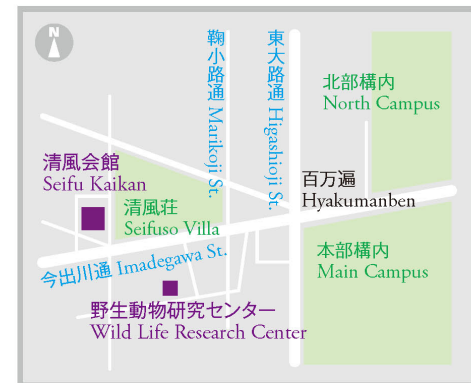 N
鞠小路通 Marikoji St.
東大路通 Higashioji St.
北部構内
North Campus
清風会館
Seifu Kaikan
百万遍
Hyakumanben
清風荘
Seifuso Villa
今出川通 Imadegawa St.
本部構内
Main Campus
野生動物研究センター
Wild Life Research Center